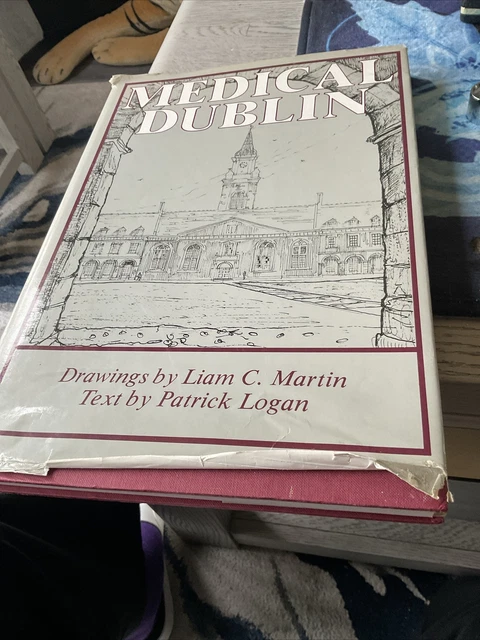 MEDICAL
DUBLIN
Drawings by Liam C. Martin
Text by Patrick Logan